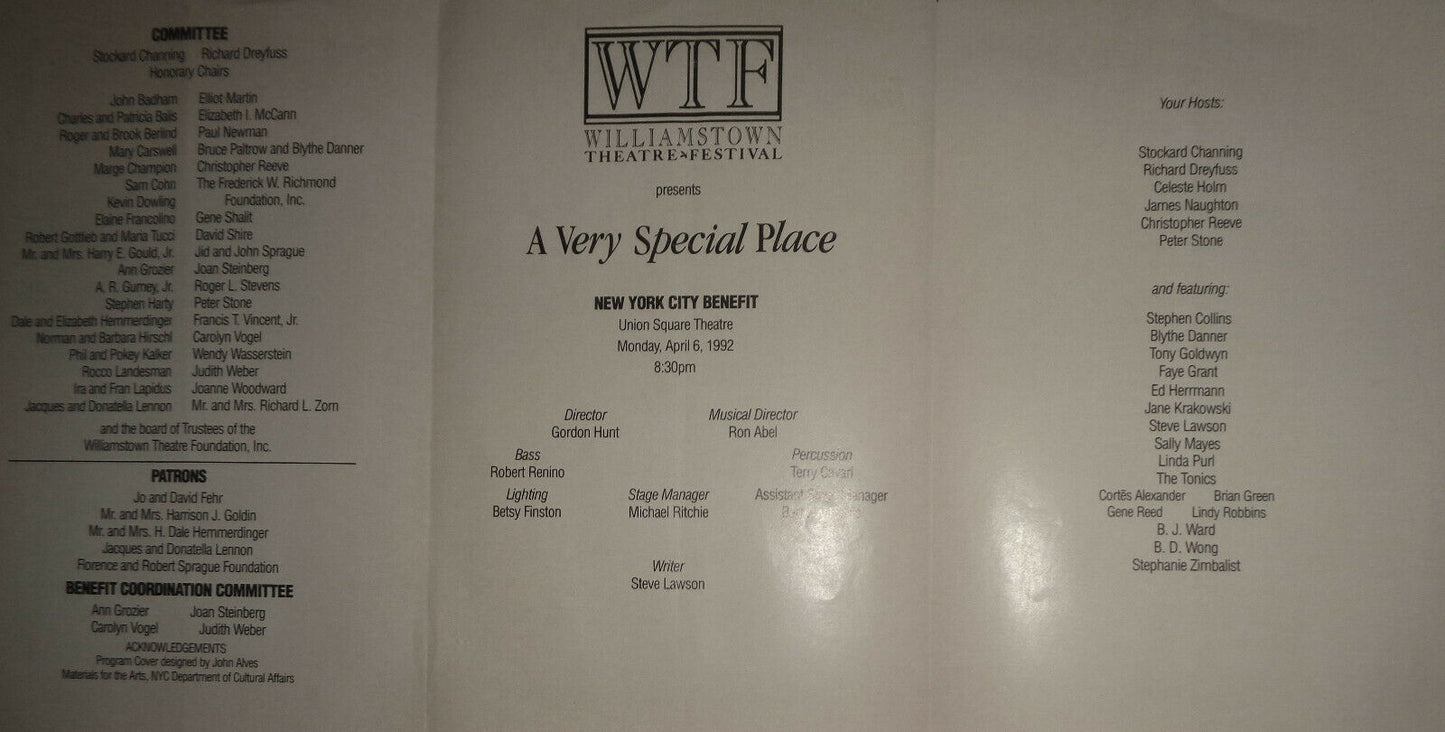 COMMITTEE
Stockard Channing Richard Dreyfuss
Honorary Chairs
John Badham Elliot Martin
Charles and Patricia Balis Elizabeth I. McCann
Roger and Brook Berlind Paul Newman
Mary Carswell Bruce Paltrow and Blythe Danner
Marge Champion Christopher Reeve
Sam Cohn The Frederick W. Richmond
Kevin Dowling Foundation, Inc.
Elaine Francolino Gene Shalit
Robert Gottlieb and Maria Tucci David Shire
Mr. and Mrs. Harry E. Gould, Jr. Jid and John Sprague
Ann Grozier Joan Steinberg
A. R. Gurney, Jr. Roger L. Stevens
Stephen Harty Peter Stone
Dale and Elizabeth Hemmerdinger Francis T. Vincent, Jr.
Norman and Barbara Hirschl Carolyn Vogel
Phil and Pokey Kalker Wendy Wasserstein
Rocco Landesman Judith Weber
Ira and Fran Lapidus Joanne Woodward
Jacques and Donatella Lennon Mr. and Mrs. Richard L. Zorn
and the board of Trustees of the
Williamstown Theatre Foundation, Inc.
PATRONS
Jo and David Fehr
Mr. and Mrs. Harrison J. Goldin
Mr. and Mrs. H. Dale Hemmerdinger
Jacques and Donatella Lennon
Florence and Robert Sprague Foundation
BENEFIT COORDINATION COMMITTEE
Ann Grozier Joan Steinberg
Carolyn Vogel Judith Weber
ACKNOWLEDGEMENTS
Program Cover designed by John Alves
Materials for the Arts, NYC Department of Cultural Affairs
WTF
WILLIAMSTOWN
THEATRE FESTIVAL
presents
A Very Special Place
NEW YORK CITY BENEFIT
Union Square Theatre
Monday, April 6, 1992
8:30pm
Director Musical Director
Gordon Hunt Ron Abel
Bass Percussion
Robert Renino Terry
Lighting Stage Manager Assistant Stage Manager
Betsy Finston Michael Ritchie
Writer
Steve Lawson
Your Hosts:
Stockard Channing
Richard Dreyfuss
Celeste Holm
James Naughton
Christopher Reeve
Peter Stone
and featuring:
Stephen Collins
Blythe Danner
Tony Goldwyn
Faye Grant
Ed Herrmann
Jane Krakowski
Steve Lawson
Sally Mayes
Linda Purl
The Tonics
Cortës Alexander Brian Green
Gene Reed Lindy Robbins
B. J. Ward
B. D. Wong
Stephanie Zimbalist